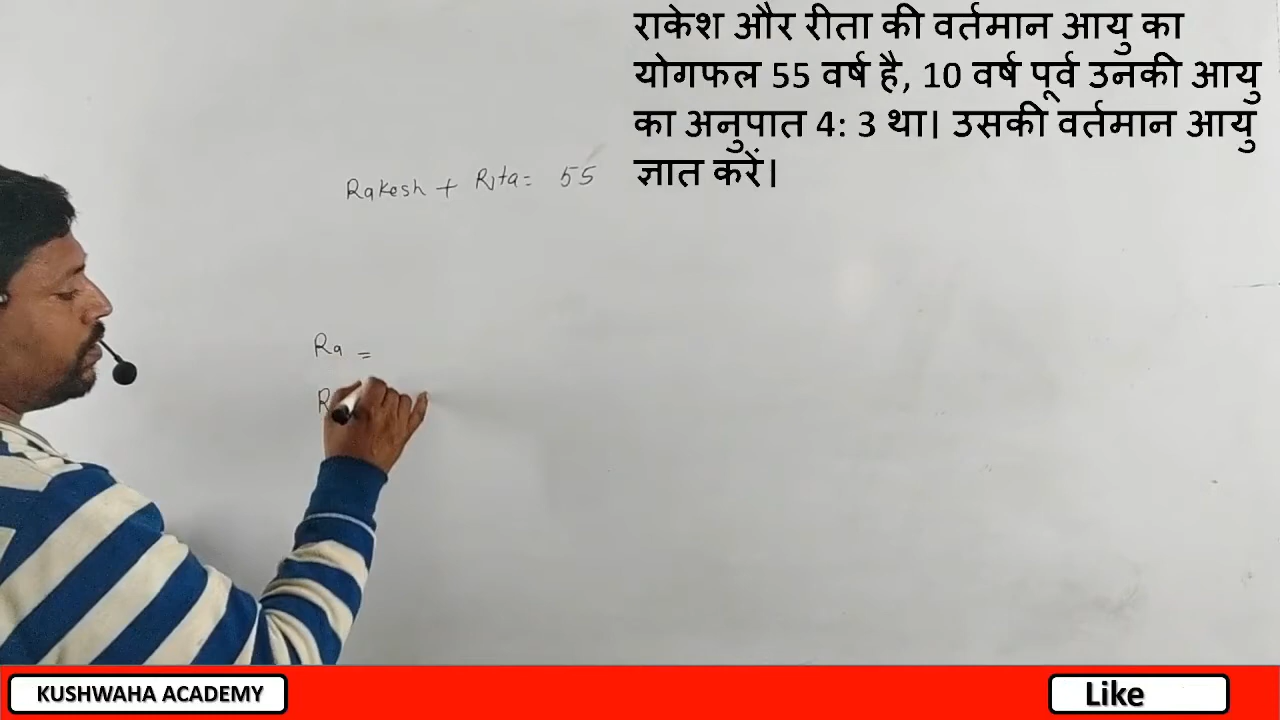 राकेश और रीता की वर्तमान आयु का
योगफल 55 वर्ष है, 10 वर्ष पूर्व उनकी आयु
का अनुपात 4: 3 था। उसकी वर्तमान आयु
ज्ञात करें।
Rakesh + Rita= 55
Ra =
R
KUSHWAHA ACADEMY
Like